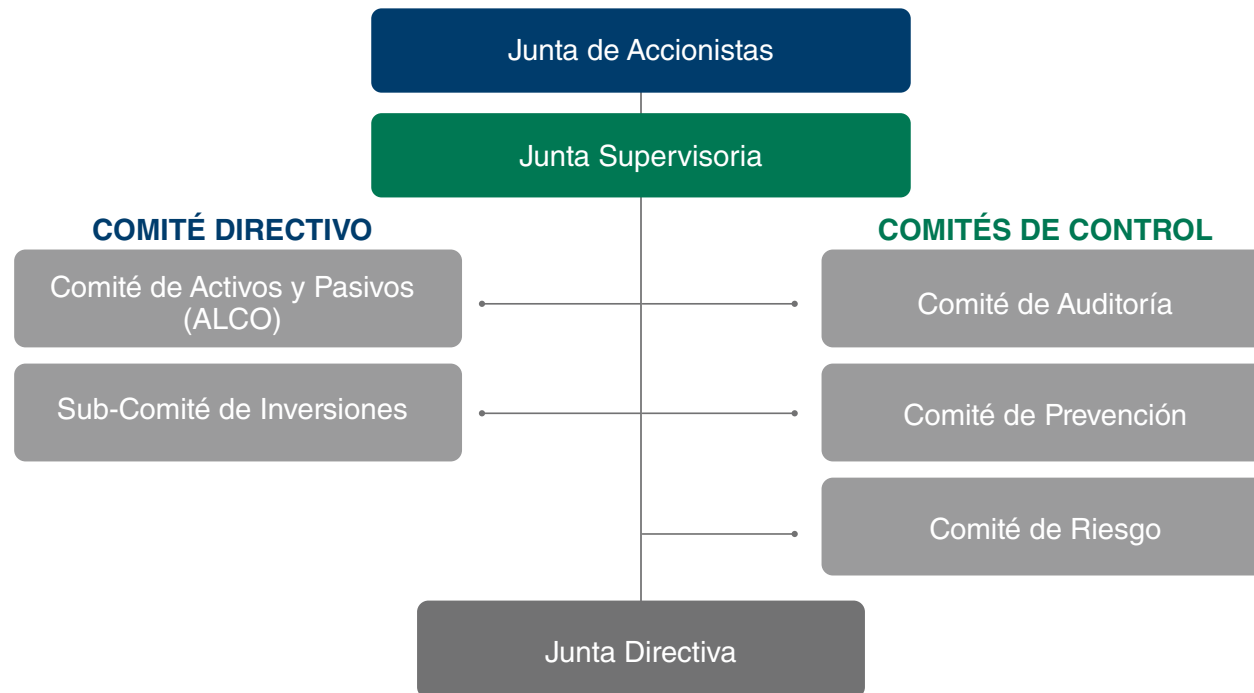 Junta de Accionistas
Junta Supervisoria
COMITÉ DIRECTIVO
Comité de Activos y Pasivos
(ALCO)
Sub-Comité de Inversiones
COMITÉS DE CONTROL
Comité de Auditoría
Comité de Prevención
Comité de Riesgo
Junta Directiva